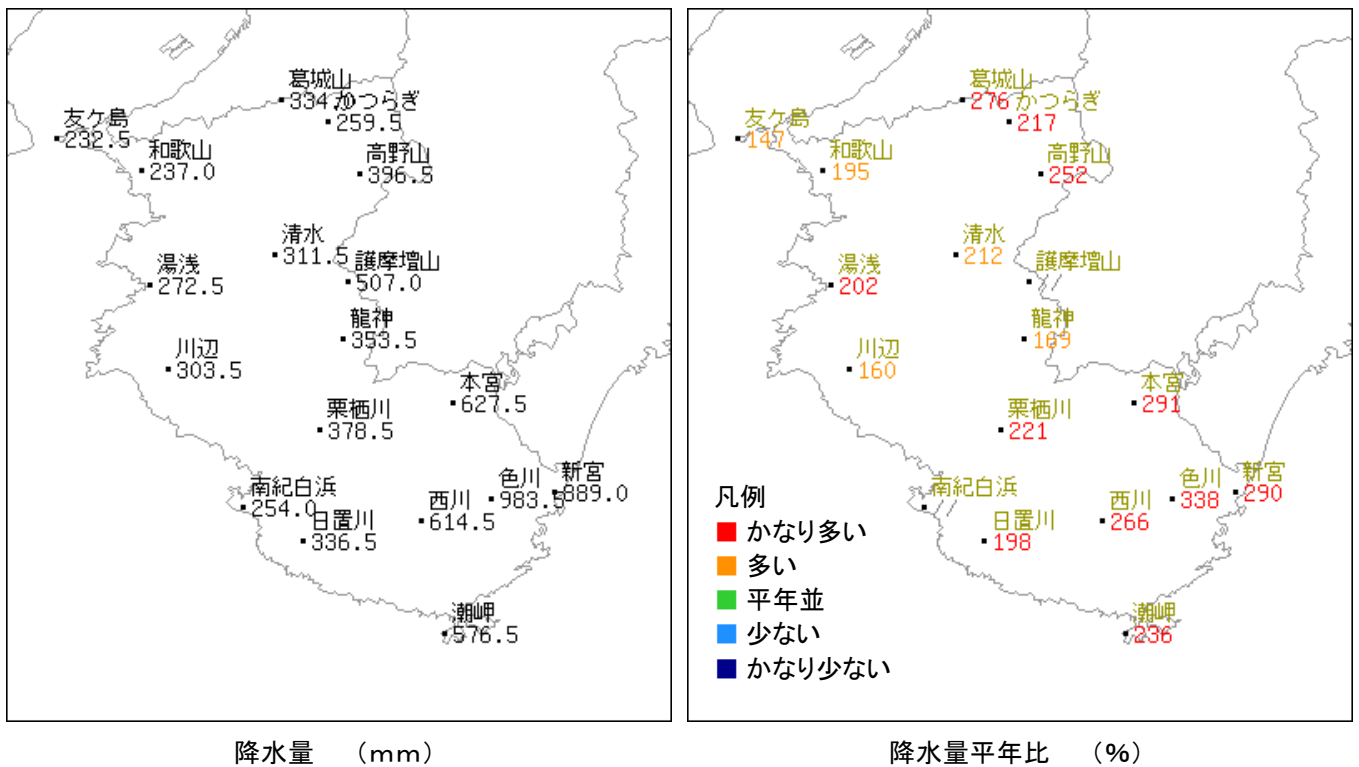 葛城山
334.0
かつらぎ
259.5
友ケ島
232.5
和歌山
237.0
高野山
396.5
清水
311.5
護摩壇山
507.0
湯浅
272.5
龍神
353.5
川辺
303.5
本宮
627.5
栗栖川
378.5
南紀白浜
254.0
日置川
336.5
西川
614.5
色川
983.5
新宮
889.0
潮岬
576.5
降水量 （mm）
葛城山
276
かつらぎ
217
友ケ島
147
和歌山
195
高野山
252
清水
212
護摩壇山
//
湯浅
202
龍神
169
川辺
160
本宮
291
栗栖川
221
南紀白浜
//
日置川
198
西川
266
色川
338
新宮
290
潮岬
236
凡例
かなり多い
多い
平年並
少ない
かなり少ない
降水量平年比 （%）